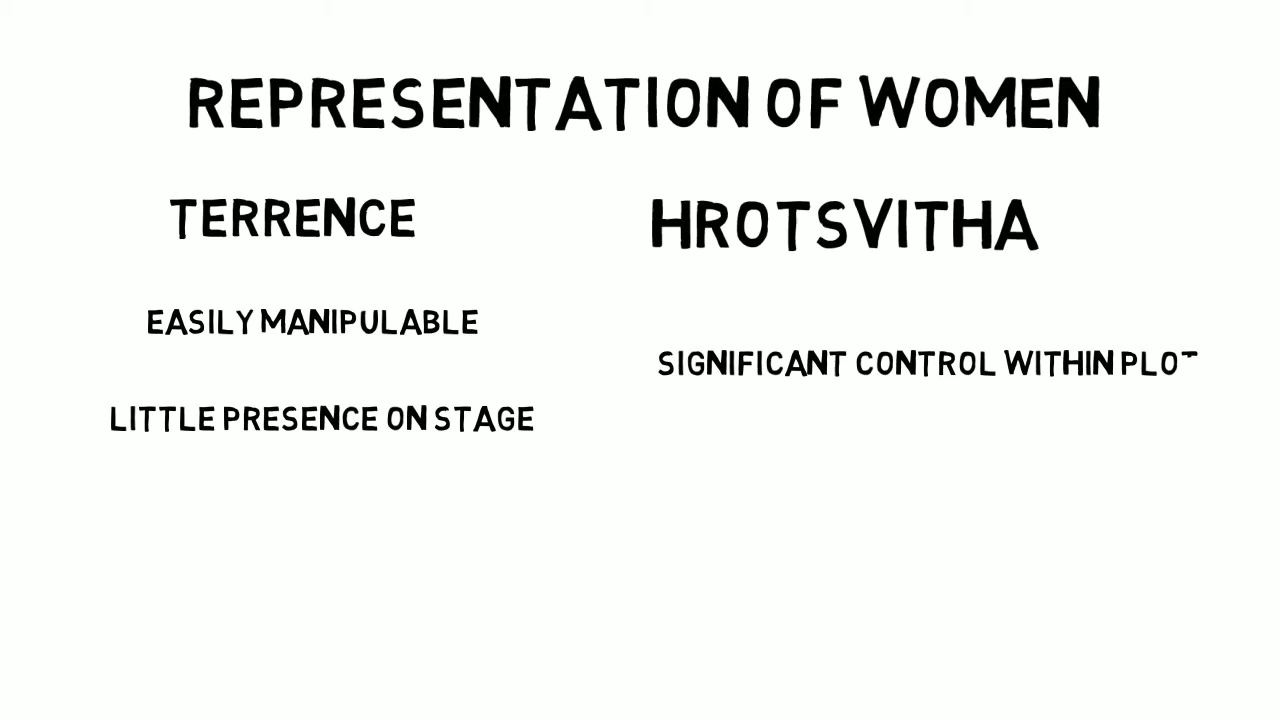 REPRESENTATION OF WOMEN
TERRENCE
HROTSVITHA
EASILY MANIPULABLE
LITTLE PRESENCE ON STAGE
SIGNIFICANT CONTROL WITHIN PLOT